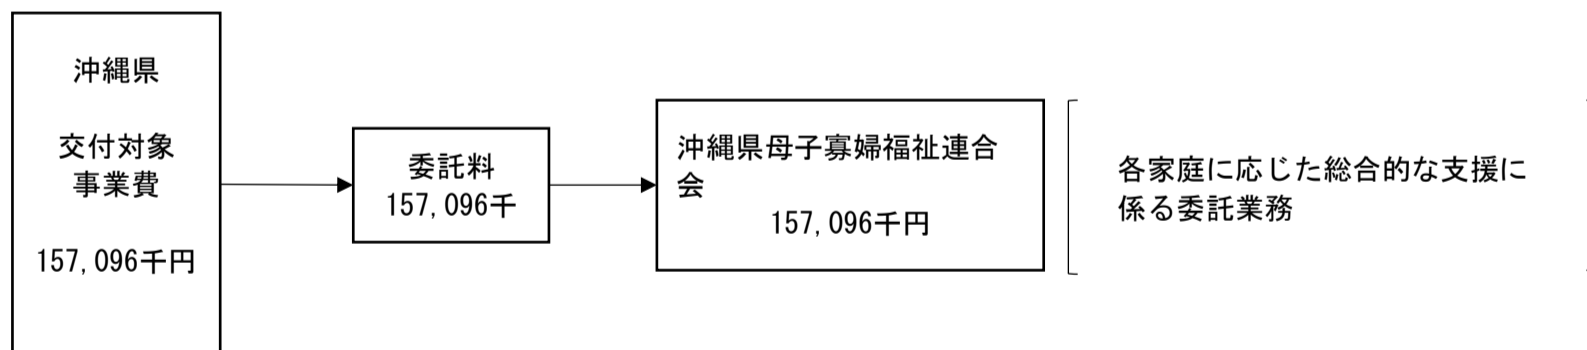 沖縄県
交付対象
事業費
157,096千円
委託料
157,096千
沖縄県母子寡婦福祉連合
会
157,096千円
各家庭に応じた総合的な支援に
係る委託業務